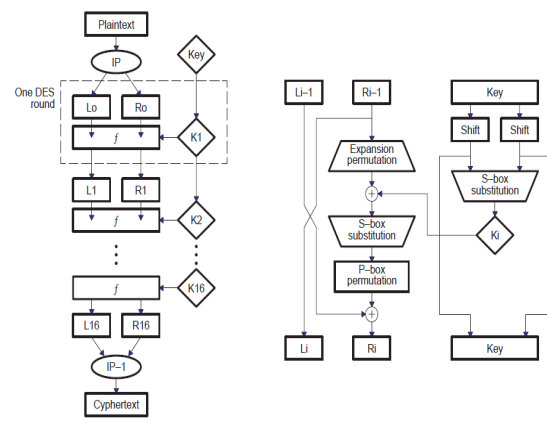 Plaintext
IP
Key
One DES
round
Lo
Ro
f
K1
L1
R1
f
K2
f
K16
L16
R16
IP–1
Cyphertext
Li–1
Ri–1
Key
Shift
Shift
Expansion
permutation
S–box
substitution
+
S–box
substitution
Ki
P–box
permutation
+
Li
Ri
Key